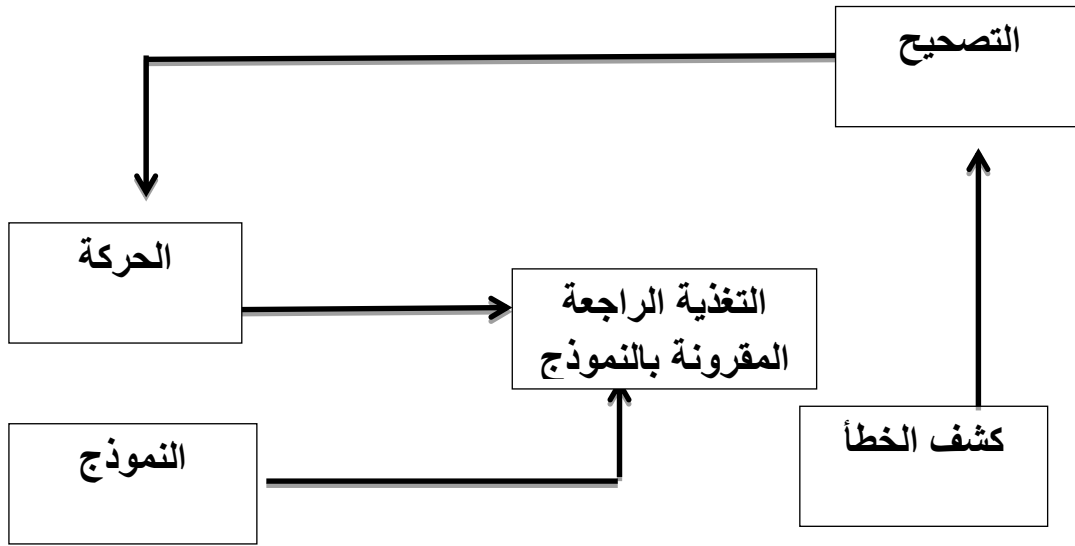 التصحيح
الحركة
التغذية الراجعة
المقرونة بالنموذج
كشف الخطأ
النموذج